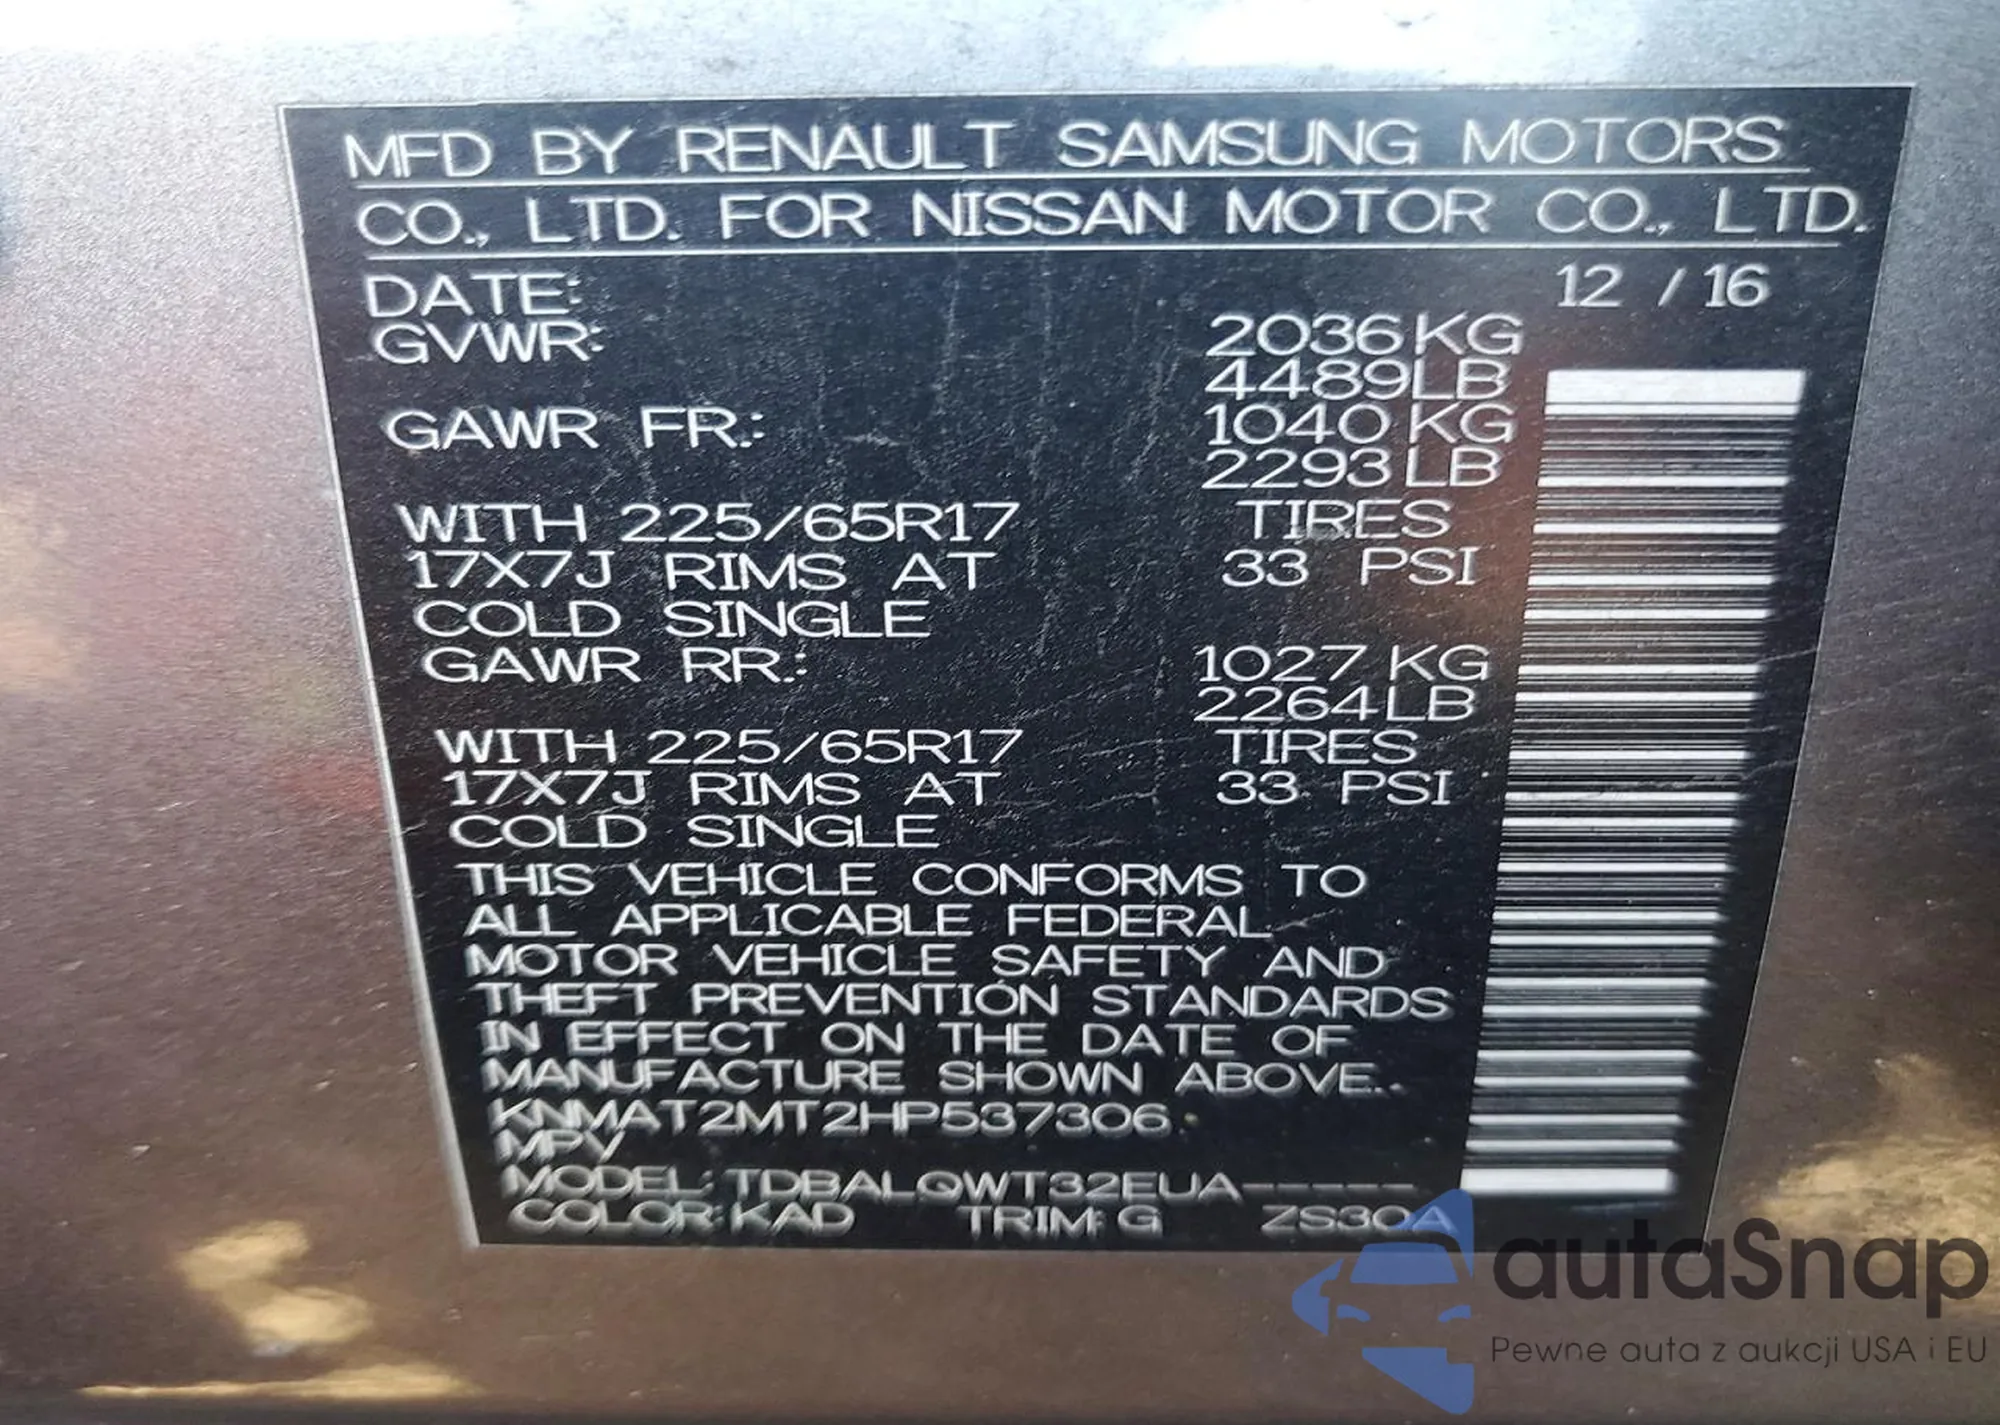 MFD BY RENAULT SAMSUNG MOTORS
CO., LTD. FOR NISSAN MOTOR CO., LTD.
DATE: 12 / 16
GVWR: 2036 KG
4489 LB
GAWR FR.: 1040 KG
2293 LB
WITH 225/65R17 TIRES
17X7J RIMS AT 33 PSI
COLD SINGLE
GAWR RR.: 1027 KG
2264 LB
WITH 225/65R17 TIRES
17X7J RIMS AT 33 PSI
COLD SINGLE
THIS VEHICLE CONFORMS TO
ALL APPLICABLE FEDERAL
MOTOR VEHICLE SAFETY AND
THEFT PREVENTION STANDARDS
IN EFFECT ON THE DATE OF
MANUFACTURE SHOWN ABOVE.
KNMAT2MT2HP537306
MPV
MODEL: TDBALQWT32EUA-----
COLOR: KAD TRIM: G ZS30A
autaSnap
Pewne auta z aukcji USA i EU